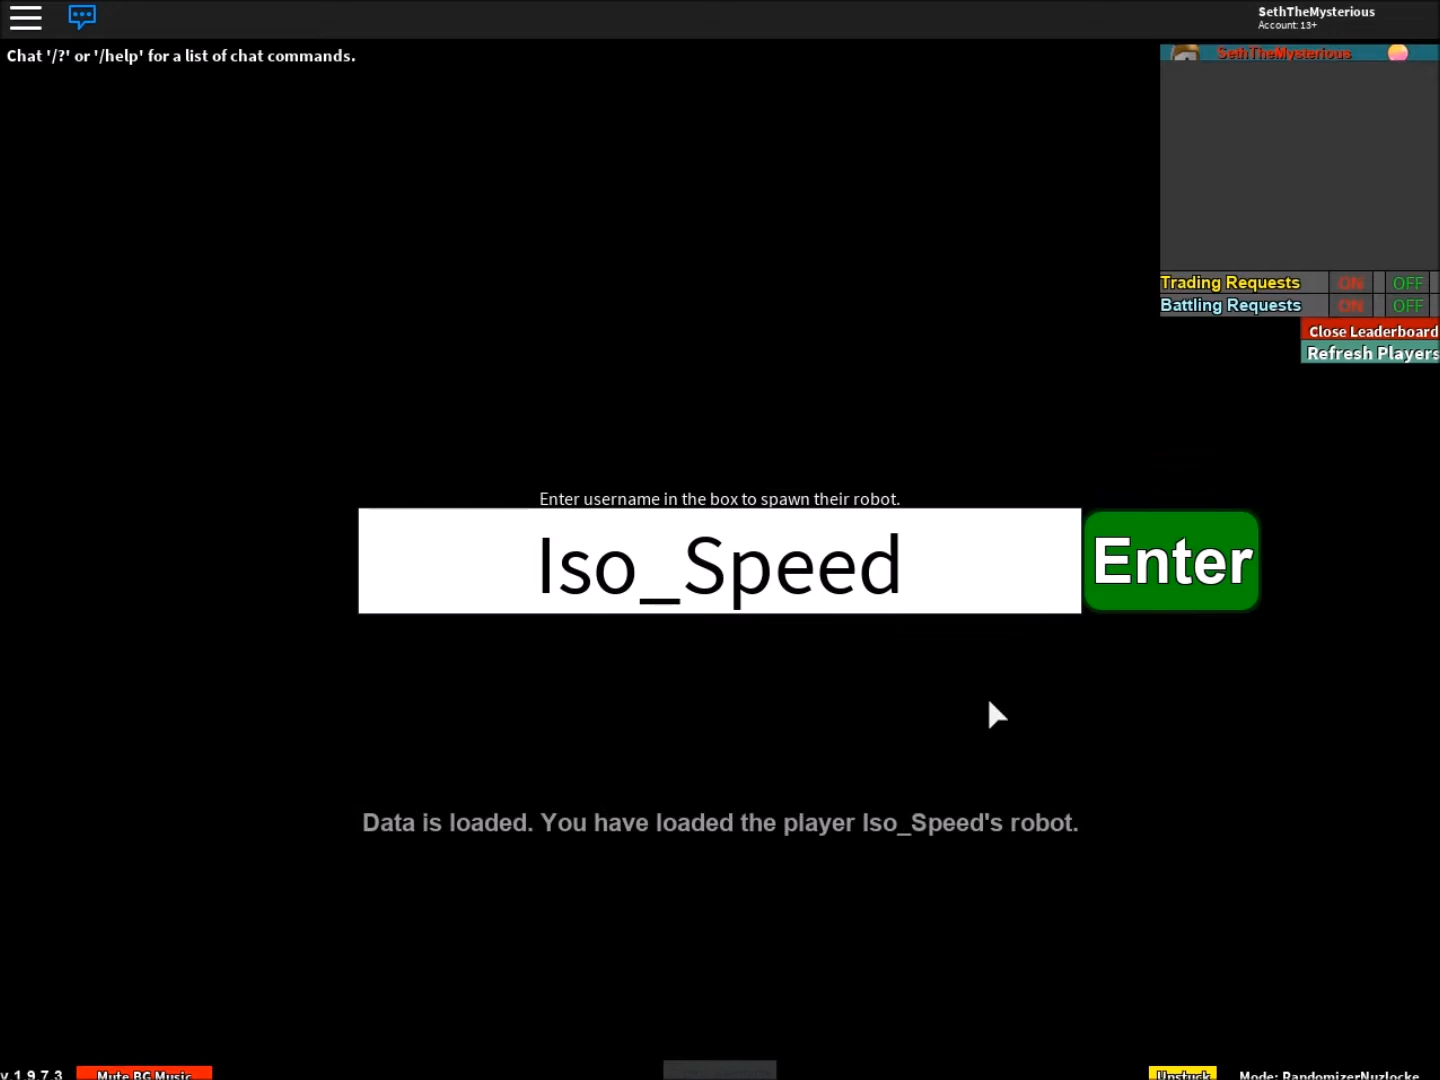 SethTheMysterious
Account: 13+
Chat '/?' or '/help' for a list of chat commands.
SethTheMysterious
Trading Requests ON OFF
Battling Requests ON OFF
Close Leaderboard
Refresh Players
Enter username in the box to spawn their robot.
Iso_Speed
Enter
Data is loaded. You have loaded the player Iso_Speed's robot.
v.1.9.7.3
Mute BG Music
Unstuck
Mode: RandomizerNuzlocke